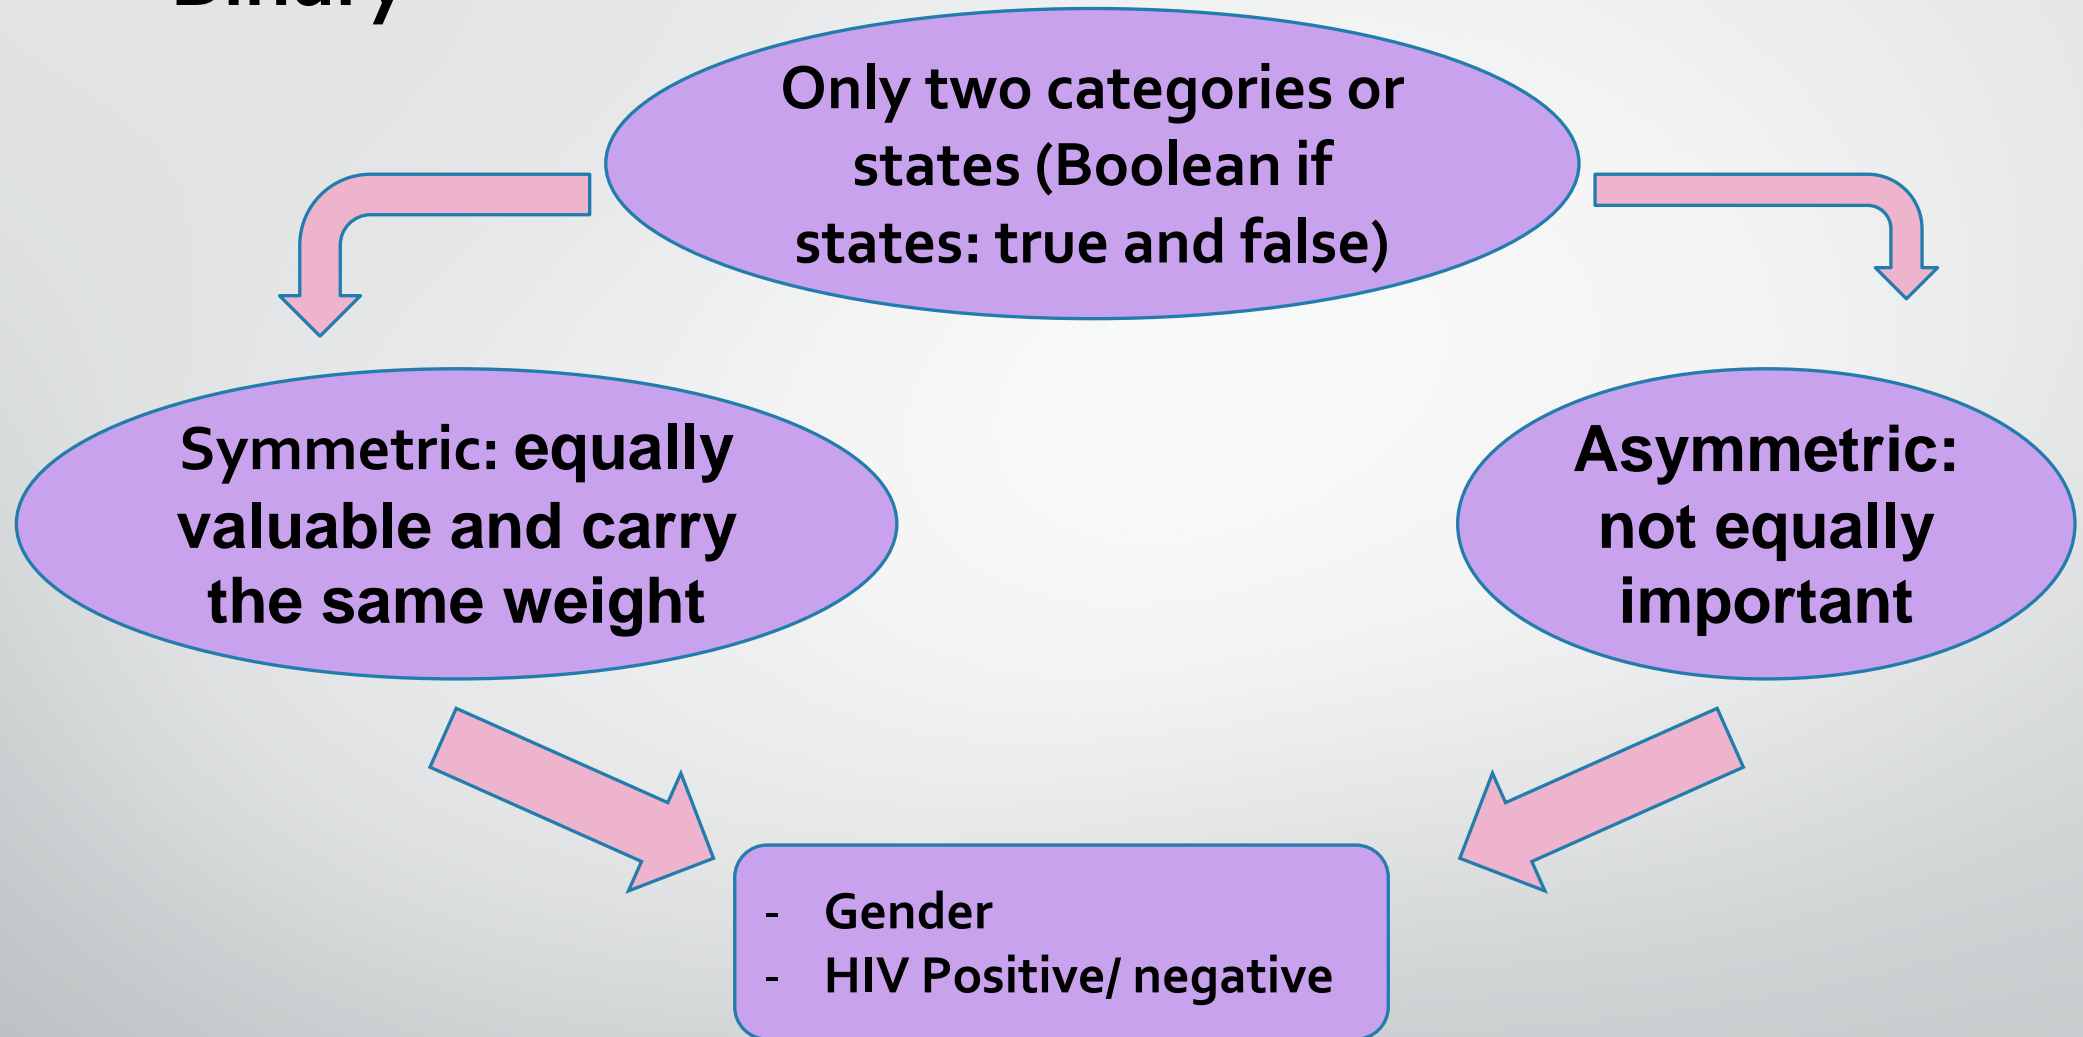 Binary
Only two categories or
states (Boolean if
states: true and false)
Symmetric: equally
valuable and carry
the same weight
Asymmetric:
not equally
important
- Gender
- HIV Positive/ negative